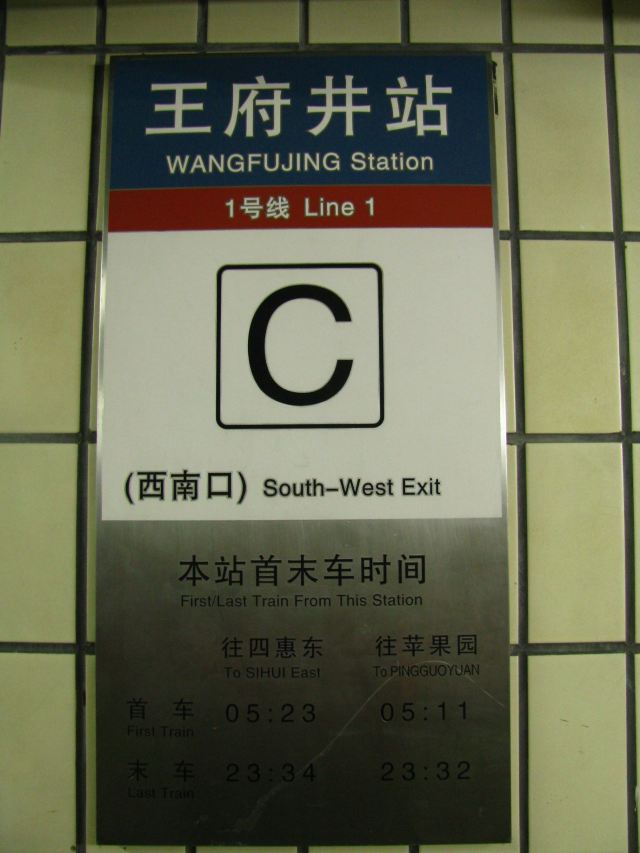 王府井站
WANGFUJING Station
1号线 Line 1
C
(西南口) South-West Exit
本站首末车时间
First/Last Train From This Station
往四惠东 往苹果园
To SIHUI East To PINGGUOYUAN
首车 05:23 05:11
First Train
末车 23:34 23:32
Last Train